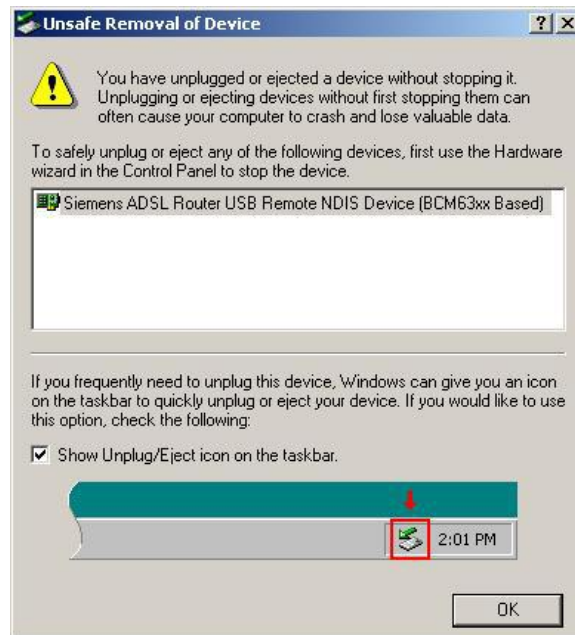 Unsafe Removal of Device
You have unplugged or ejected a device without stopping it.
Unplugging or ejecting devices without first stopping them can
often cause your computer to crash and lose valuable data.
To safely unplug or eject any of the following devices, first use the Hardware
wizard in the Control Panel to stop the device.
Siemens ADSL Router USB Remote NDIS Device (BCM63xx Based)
If you frequently need to unplug this device, Windows can give you an icon
on the taskbar to quickly unplug or eject your device. If you would like to use
this option, check the following:
Show Unplug/Eject icon on the taskbar.
2:01 PM
OK